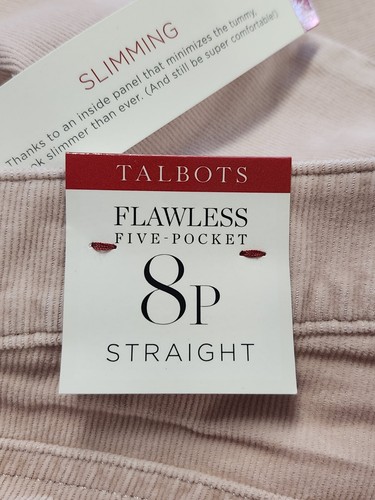 SLIMMING
Thanks to an inside panel that minimizes the tummy,
slimmer than ever. (And still be super comfortable!)
TALBOTS
FLAWLESS
FIVE-POCKET
8P
STRAIGHT